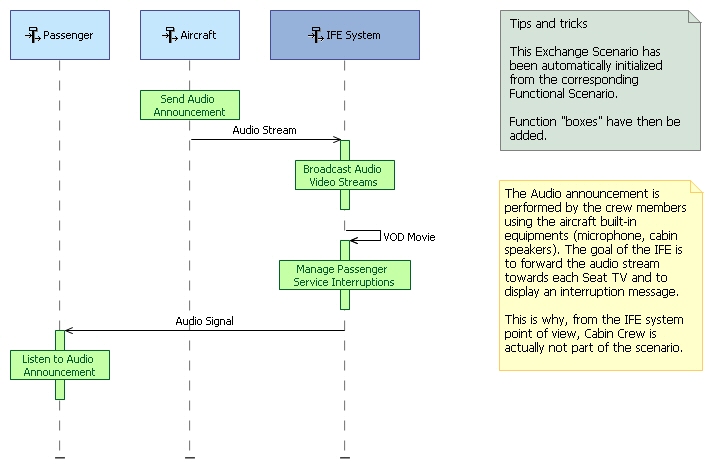 Passenger
Aircraft
IFE System
Send Audio
Announcement
Audio Stream
Broadcast Audio
Video Streams
VOD Movie
Manage Passenger
Service Interruptions
Audio Signal
Listen to Audio
Announcement
Tips and tricks
This Exchange Scenario has
been automatically initialized
from the corresponding
Functional Scenario.
Function "boxes" have then be
added.
The Audio announcement is
performed by the crew members
using the aircraft built-in
equipments (microphone, cabin
speakers). The goal of the IFE is
to forward the audio stream
towards each Seat TV and to
display an interruption message.
This is why, from the IFE system
point of view, Cabin Crew is
actually not part of the scenario.